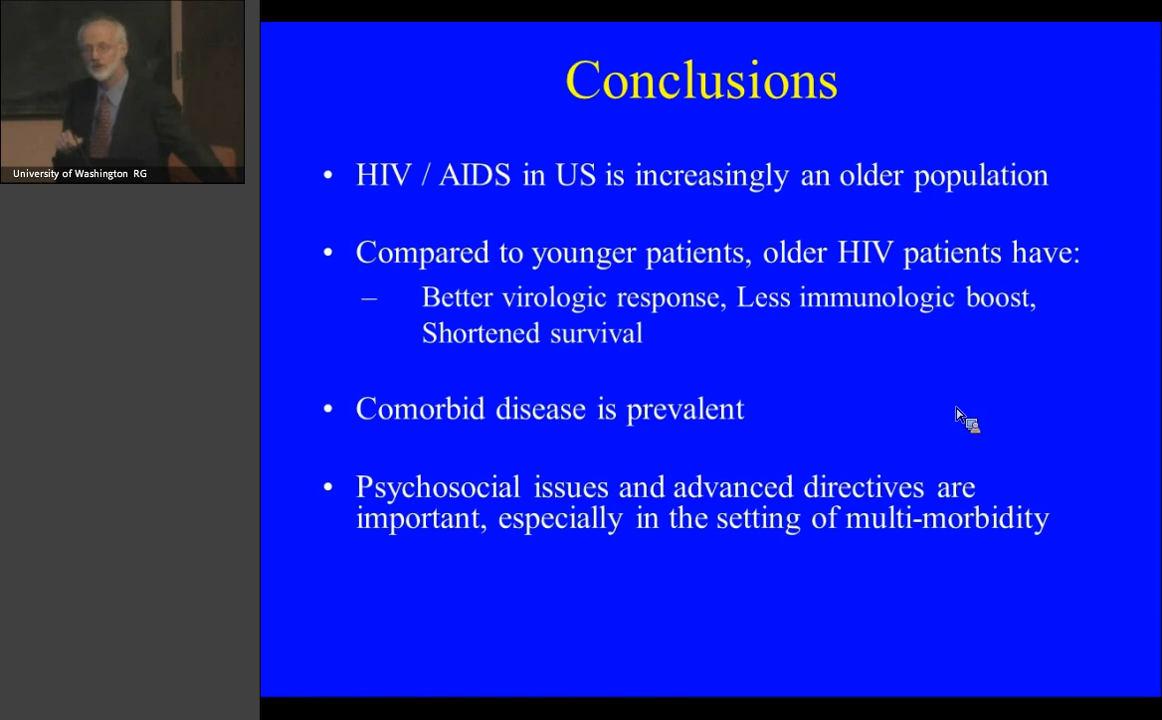 University of Washington RG
Conclusions
• HIV / AIDS in US is increasingly an older population
• Compared to younger patients, older HIV patients have:
– Better virologic response, Less immunologic boost,
Shortened survival
• Comorbid disease is prevalent
• Psychosocial issues and advanced directives are
important, especially in the setting of multi-morbidity